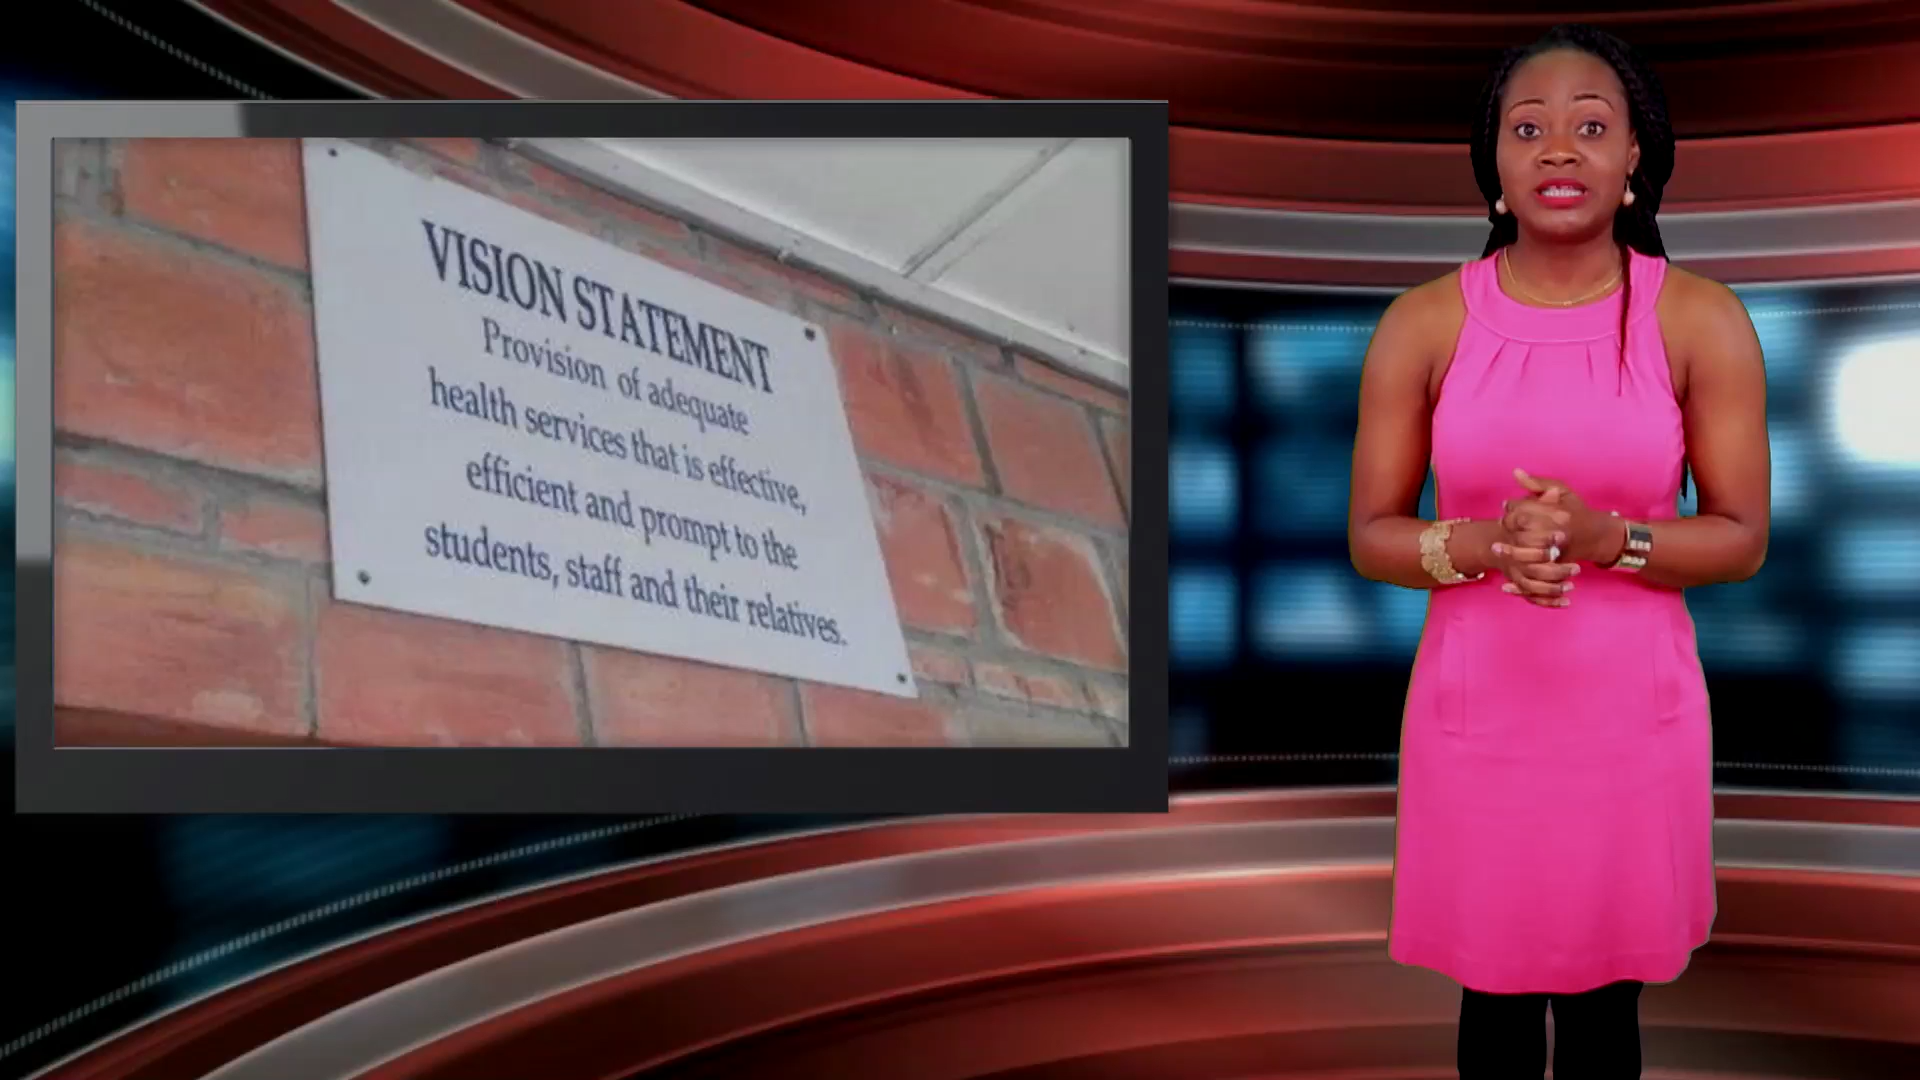 VISION STATEMENT
Provision of adequate
health services that is effective,
efficient and prompt to the
students, staff and their relatives.